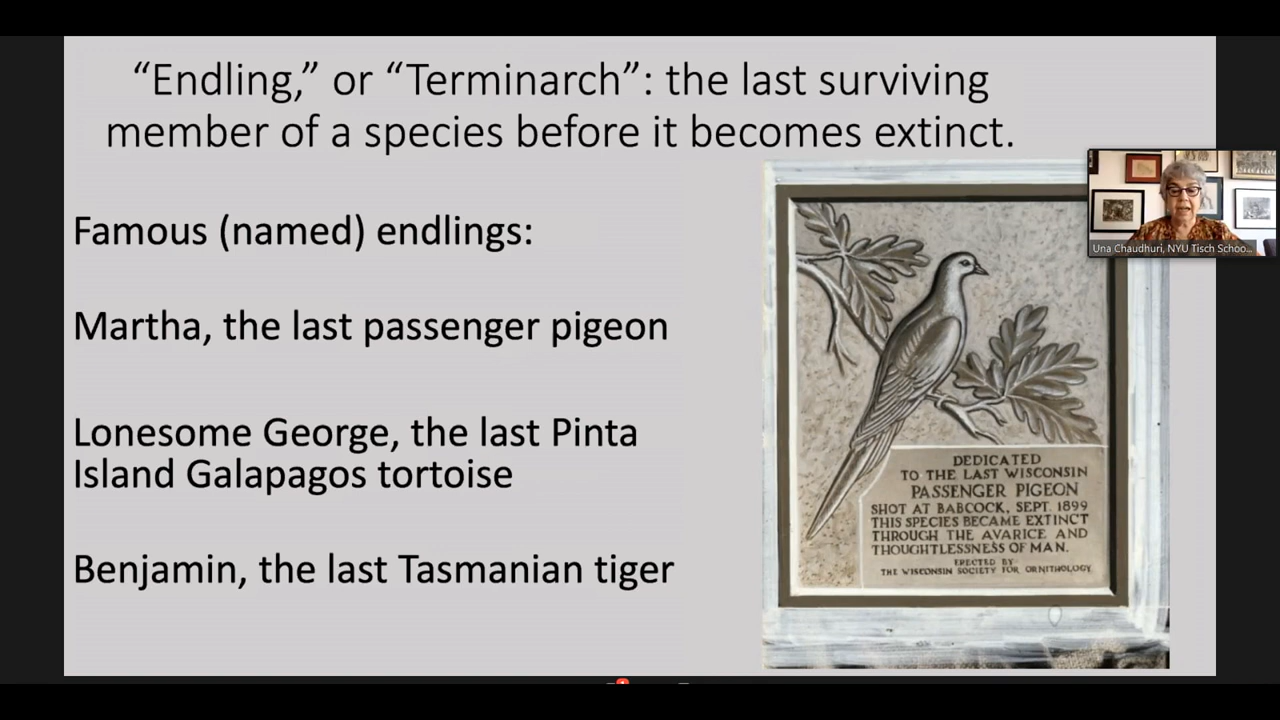 “Endling,” or “Terminarch”: the last surviving
member of a species before it becomes extinct.
Famous (named) endlings:
Martha, the last passenger pigeon
Lonesome George, the last Pinta
Island Galapagos tortoise
Benjamin, the last Tasmanian tiger
DEDICATED
TO THE LAST WISCONSIN
PASSENGER PIGEON
SHOT AT BABCOCK, SEPT. 1899
THIS SPECIES BECAME EXTINCT
THROUGH THE AVARICE AND
THOUGHTLESSNESS OF MAN.
ERECTED BY
THE WISCONSIN SOCIETY FOR ORNITHOLOGY
Una Chaudhuri, NYU Tisch Schoo...